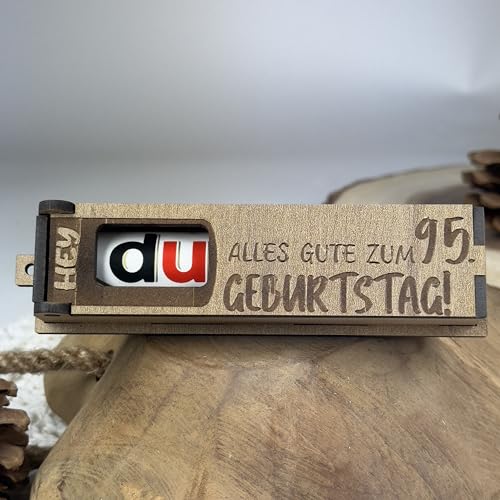 HEY
du
ALLES GUTE ZUM 95.
GEBURTSTAG!